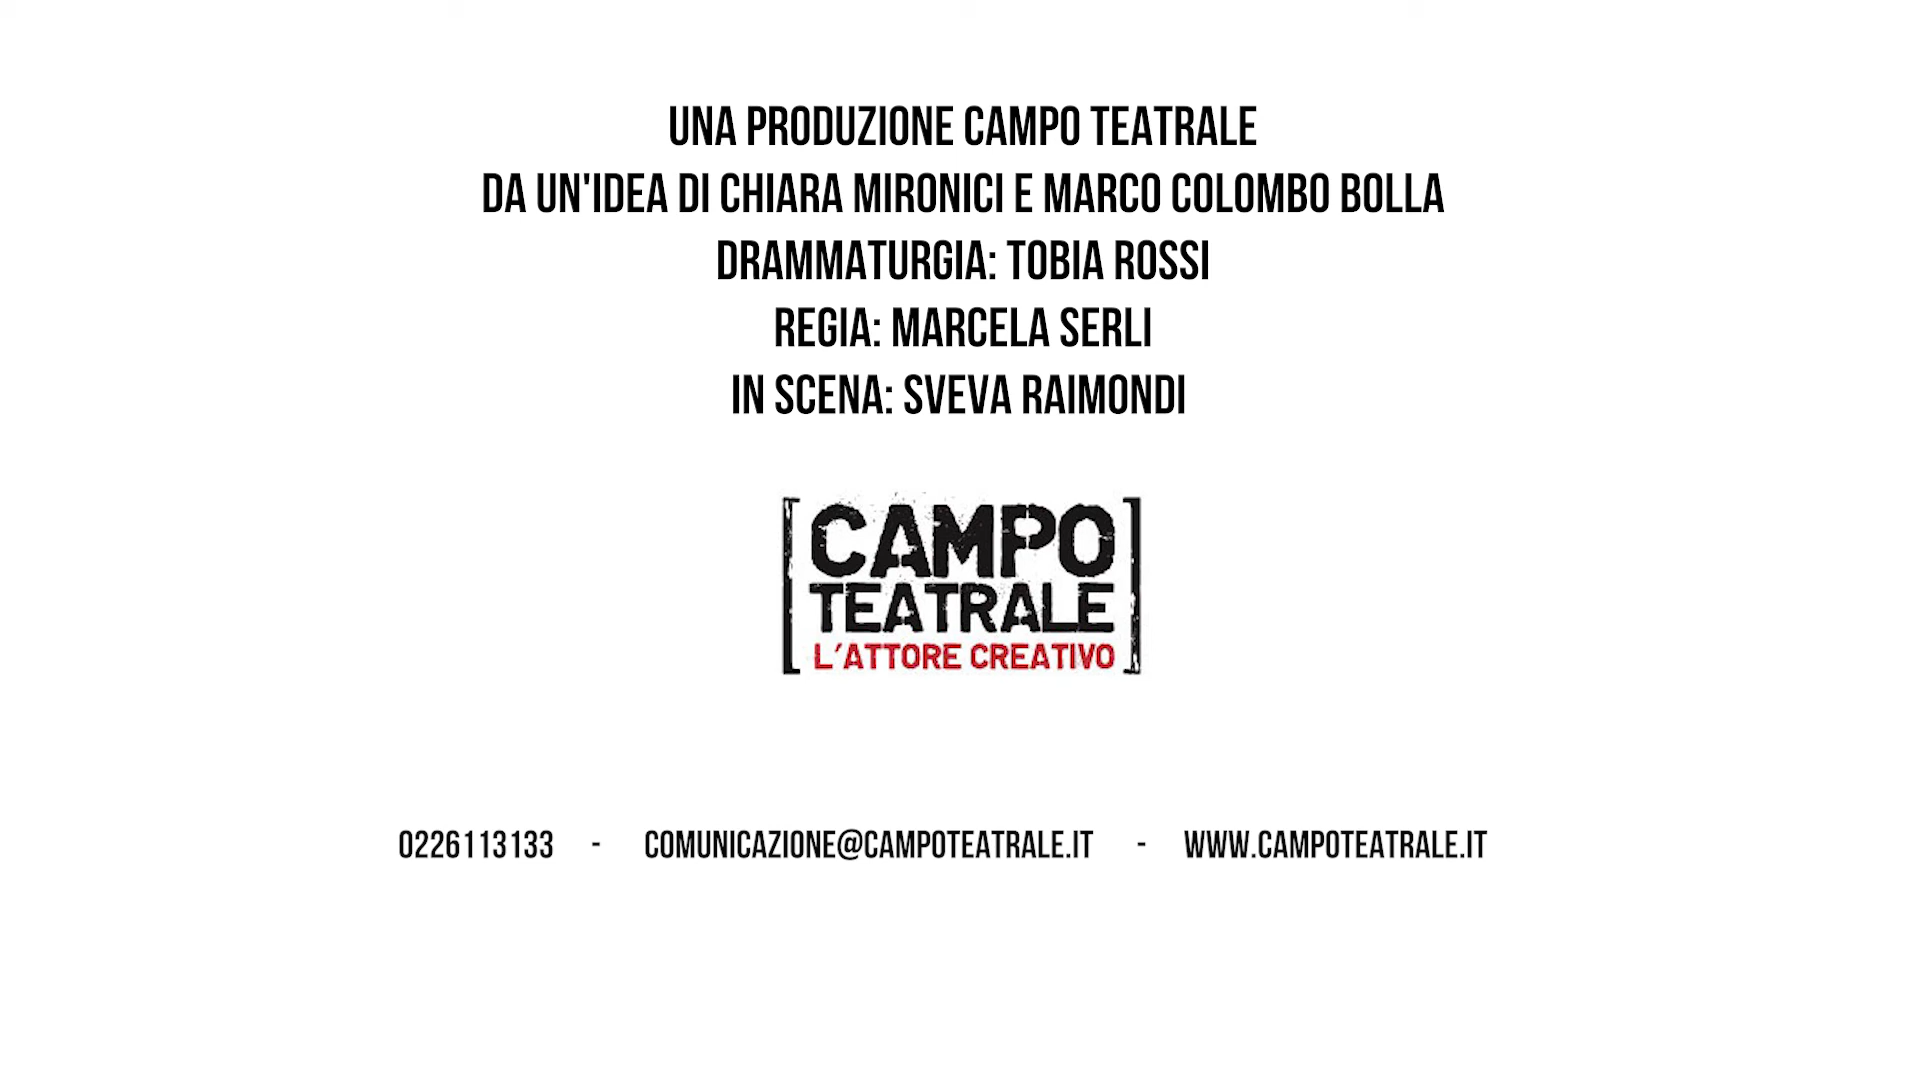 UNA PRODUZIONE CAMPO TEATRALE
DA UN'IDEA DI CHIARA MIRONICI E MARCO COLOMBO BOLLA
DRAMMATURGIA: TOBIA ROSSI
REGIA: MARCELA SERLI
IN SCENA: SVEVA RAIMONDI
[CAMPO
TEATRALE
L'ATTORE CREATIVO]
0226113133 - COMUNICAZIONE@CAMPOTEATRALE.IT - WWW.CAMPOTEATRALE.IT